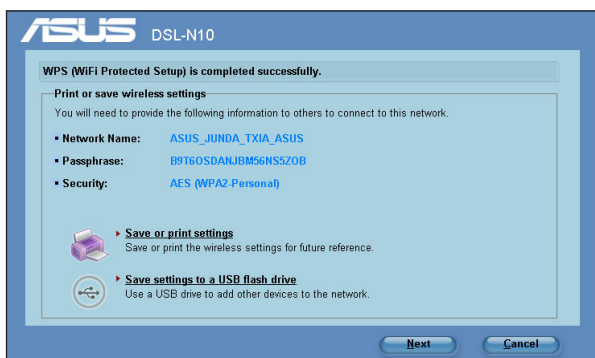 ASUS DSL-N10
WPS (WiFi Protected Setup) is completed successfully.
Print or save wireless settings
You will need to provide the following information to others to connect to this network.
▪ Network Name: ASUS_JUNDA_TXIA_ASUS
▪ Passphrase: B9T6OSDANJBM56NS5ZOB
▪ Security: AES (WPA2-Personal)
Save or print settings
Save or print the wireless settings for future reference.
Save settings to a USB flash drive
Use a USB drive to add other devices to the network.
Next Cancel